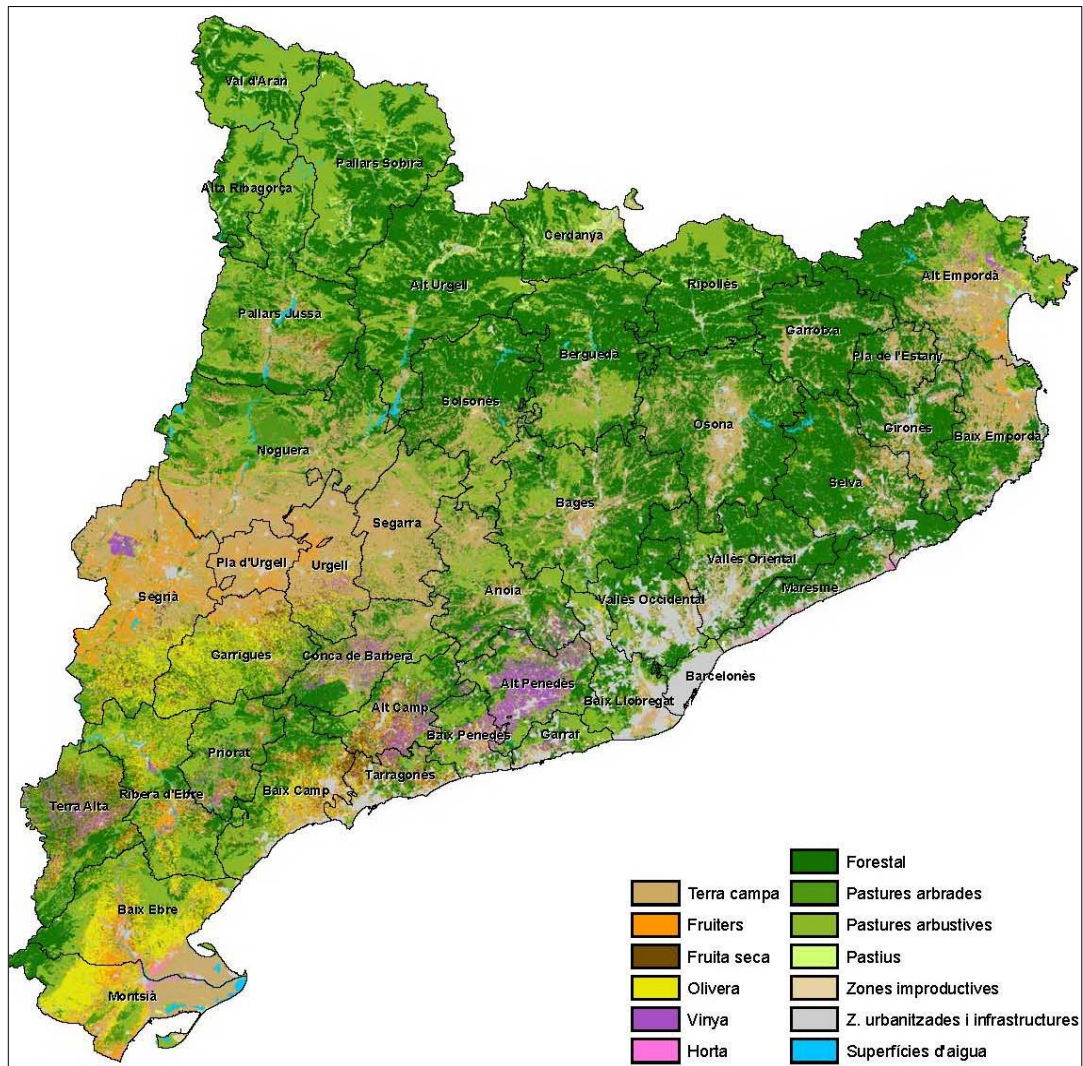 Val d'Aran
Pallars Sobirà
Alta Ribagorça
Cerdanya
Alt Empordà
Alt Urgell
Ripollès
Pallars Jussà
Garrotxa
Berguedà
Pla de l'Estany
Solsonès
Osona
Gironès
Baix Empordà
Noguera
Selva
Bages
Segarra
Vallès Oriental
Pla d'Urgell
Urgell
Maresme
Anoia
Segrià
Vallès Occidental
Garrigues
Conca de Barberà
Barcelonès
Alt Penedès
Baix Llobregat
Alt Camp
Baix Penedès
Garraf
Priorat
Tarragonès
Baix Camp
Ribera d'Ebre
Terra Alta
Baix Ebre
Montsià
Terra campa
Fruiters
Fruita seca
Olivera
Vinya
Horta
Forestal
Pastures arbrades
Pastures arbustives
Pastius
Zones improductives
Z. urbanitzades i infrastructures
Superfícies d'aigua